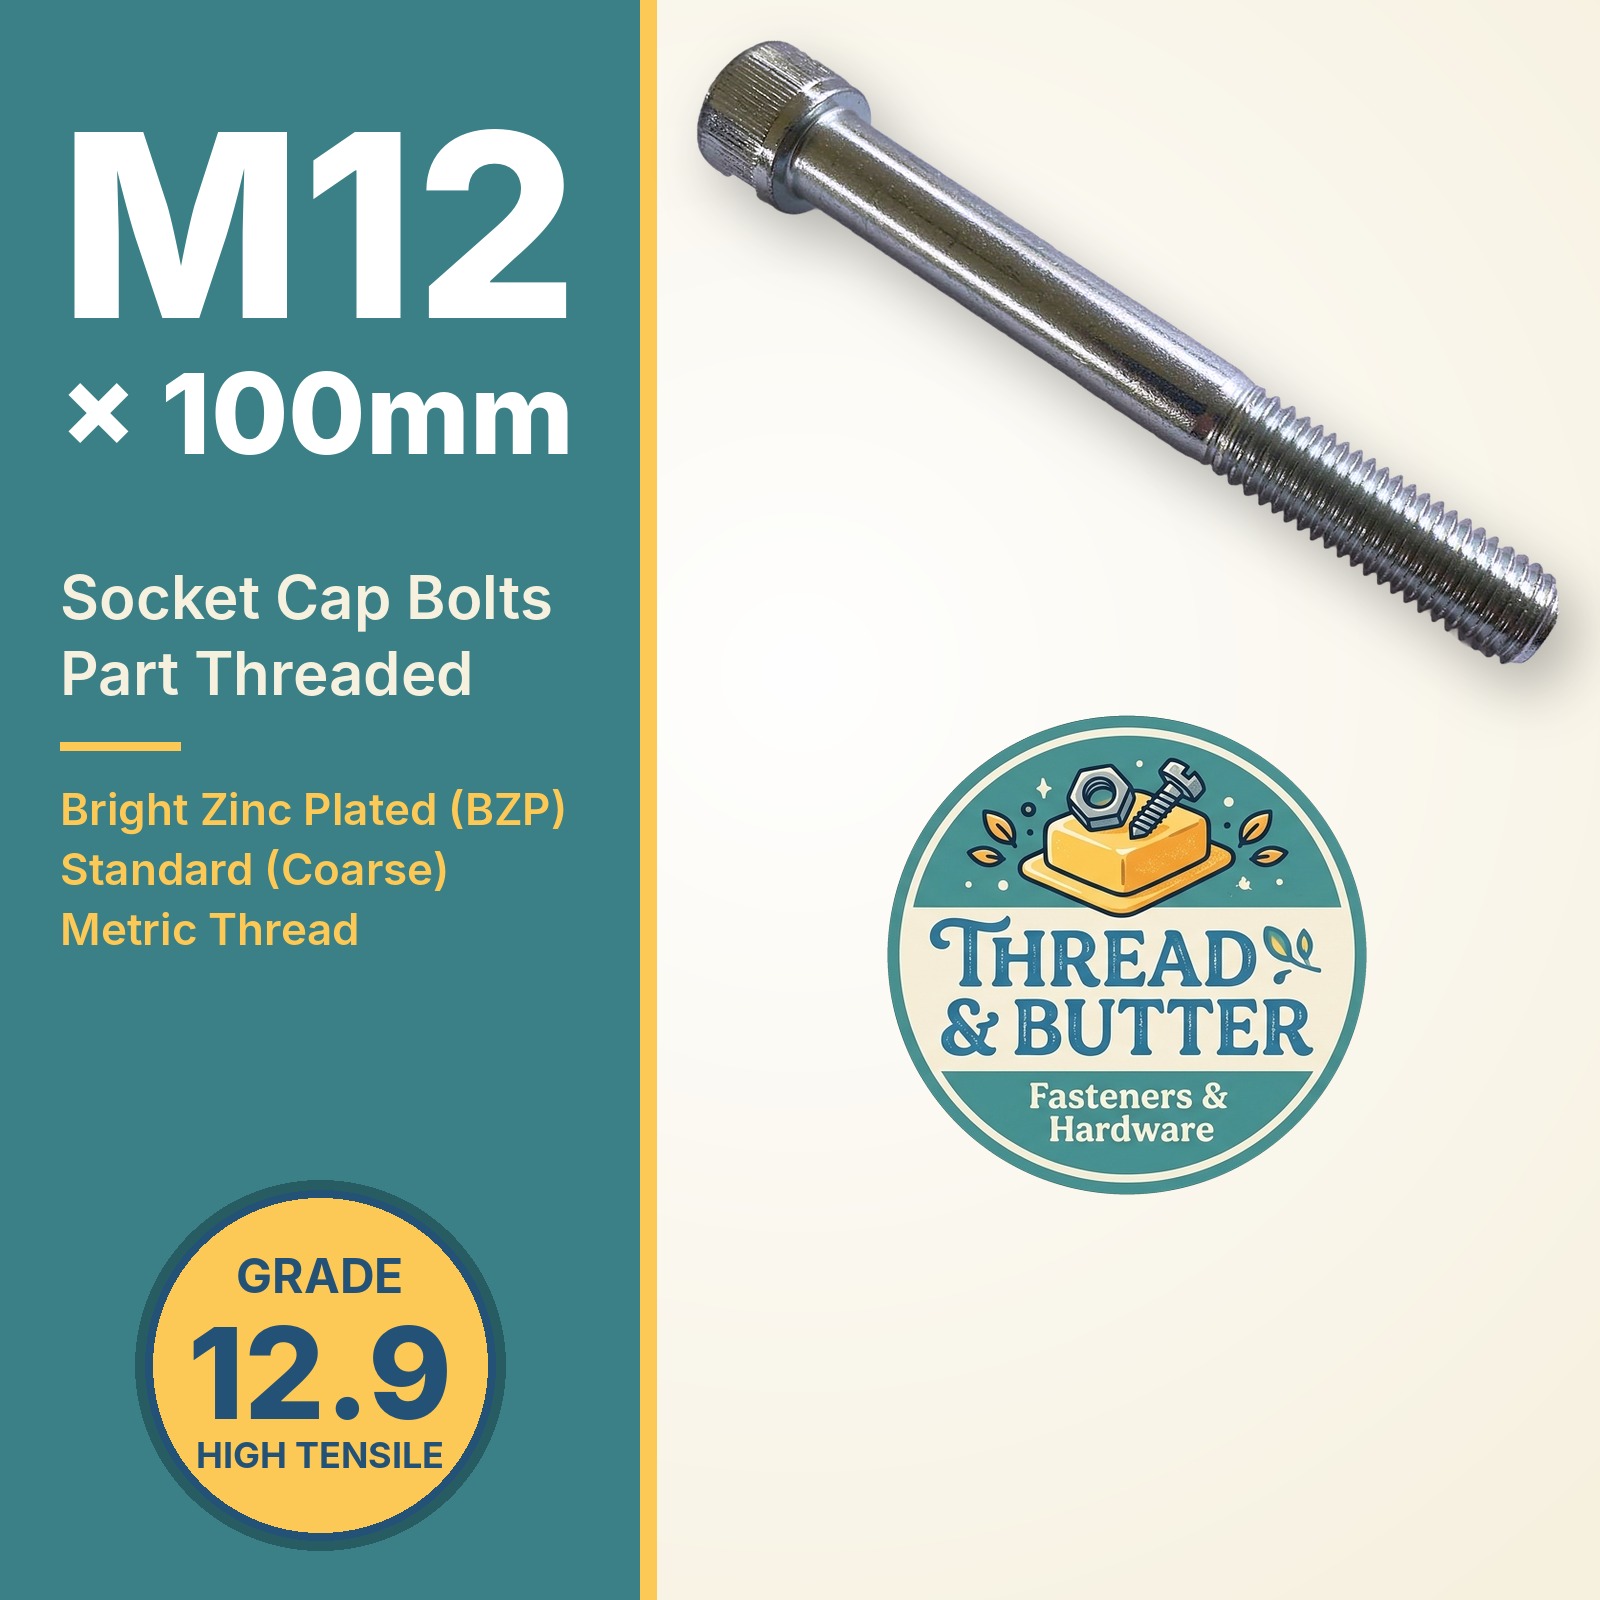 M12
× 100mm
Socket Cap Bolts
Part Threaded
Bright Zinc Plated (BZP)
Standard (Coarse)
Metric Thread
GRADE
12.9
HIGH TENSILE
THREAD
& BUTTER
Fasteners &
Hardware